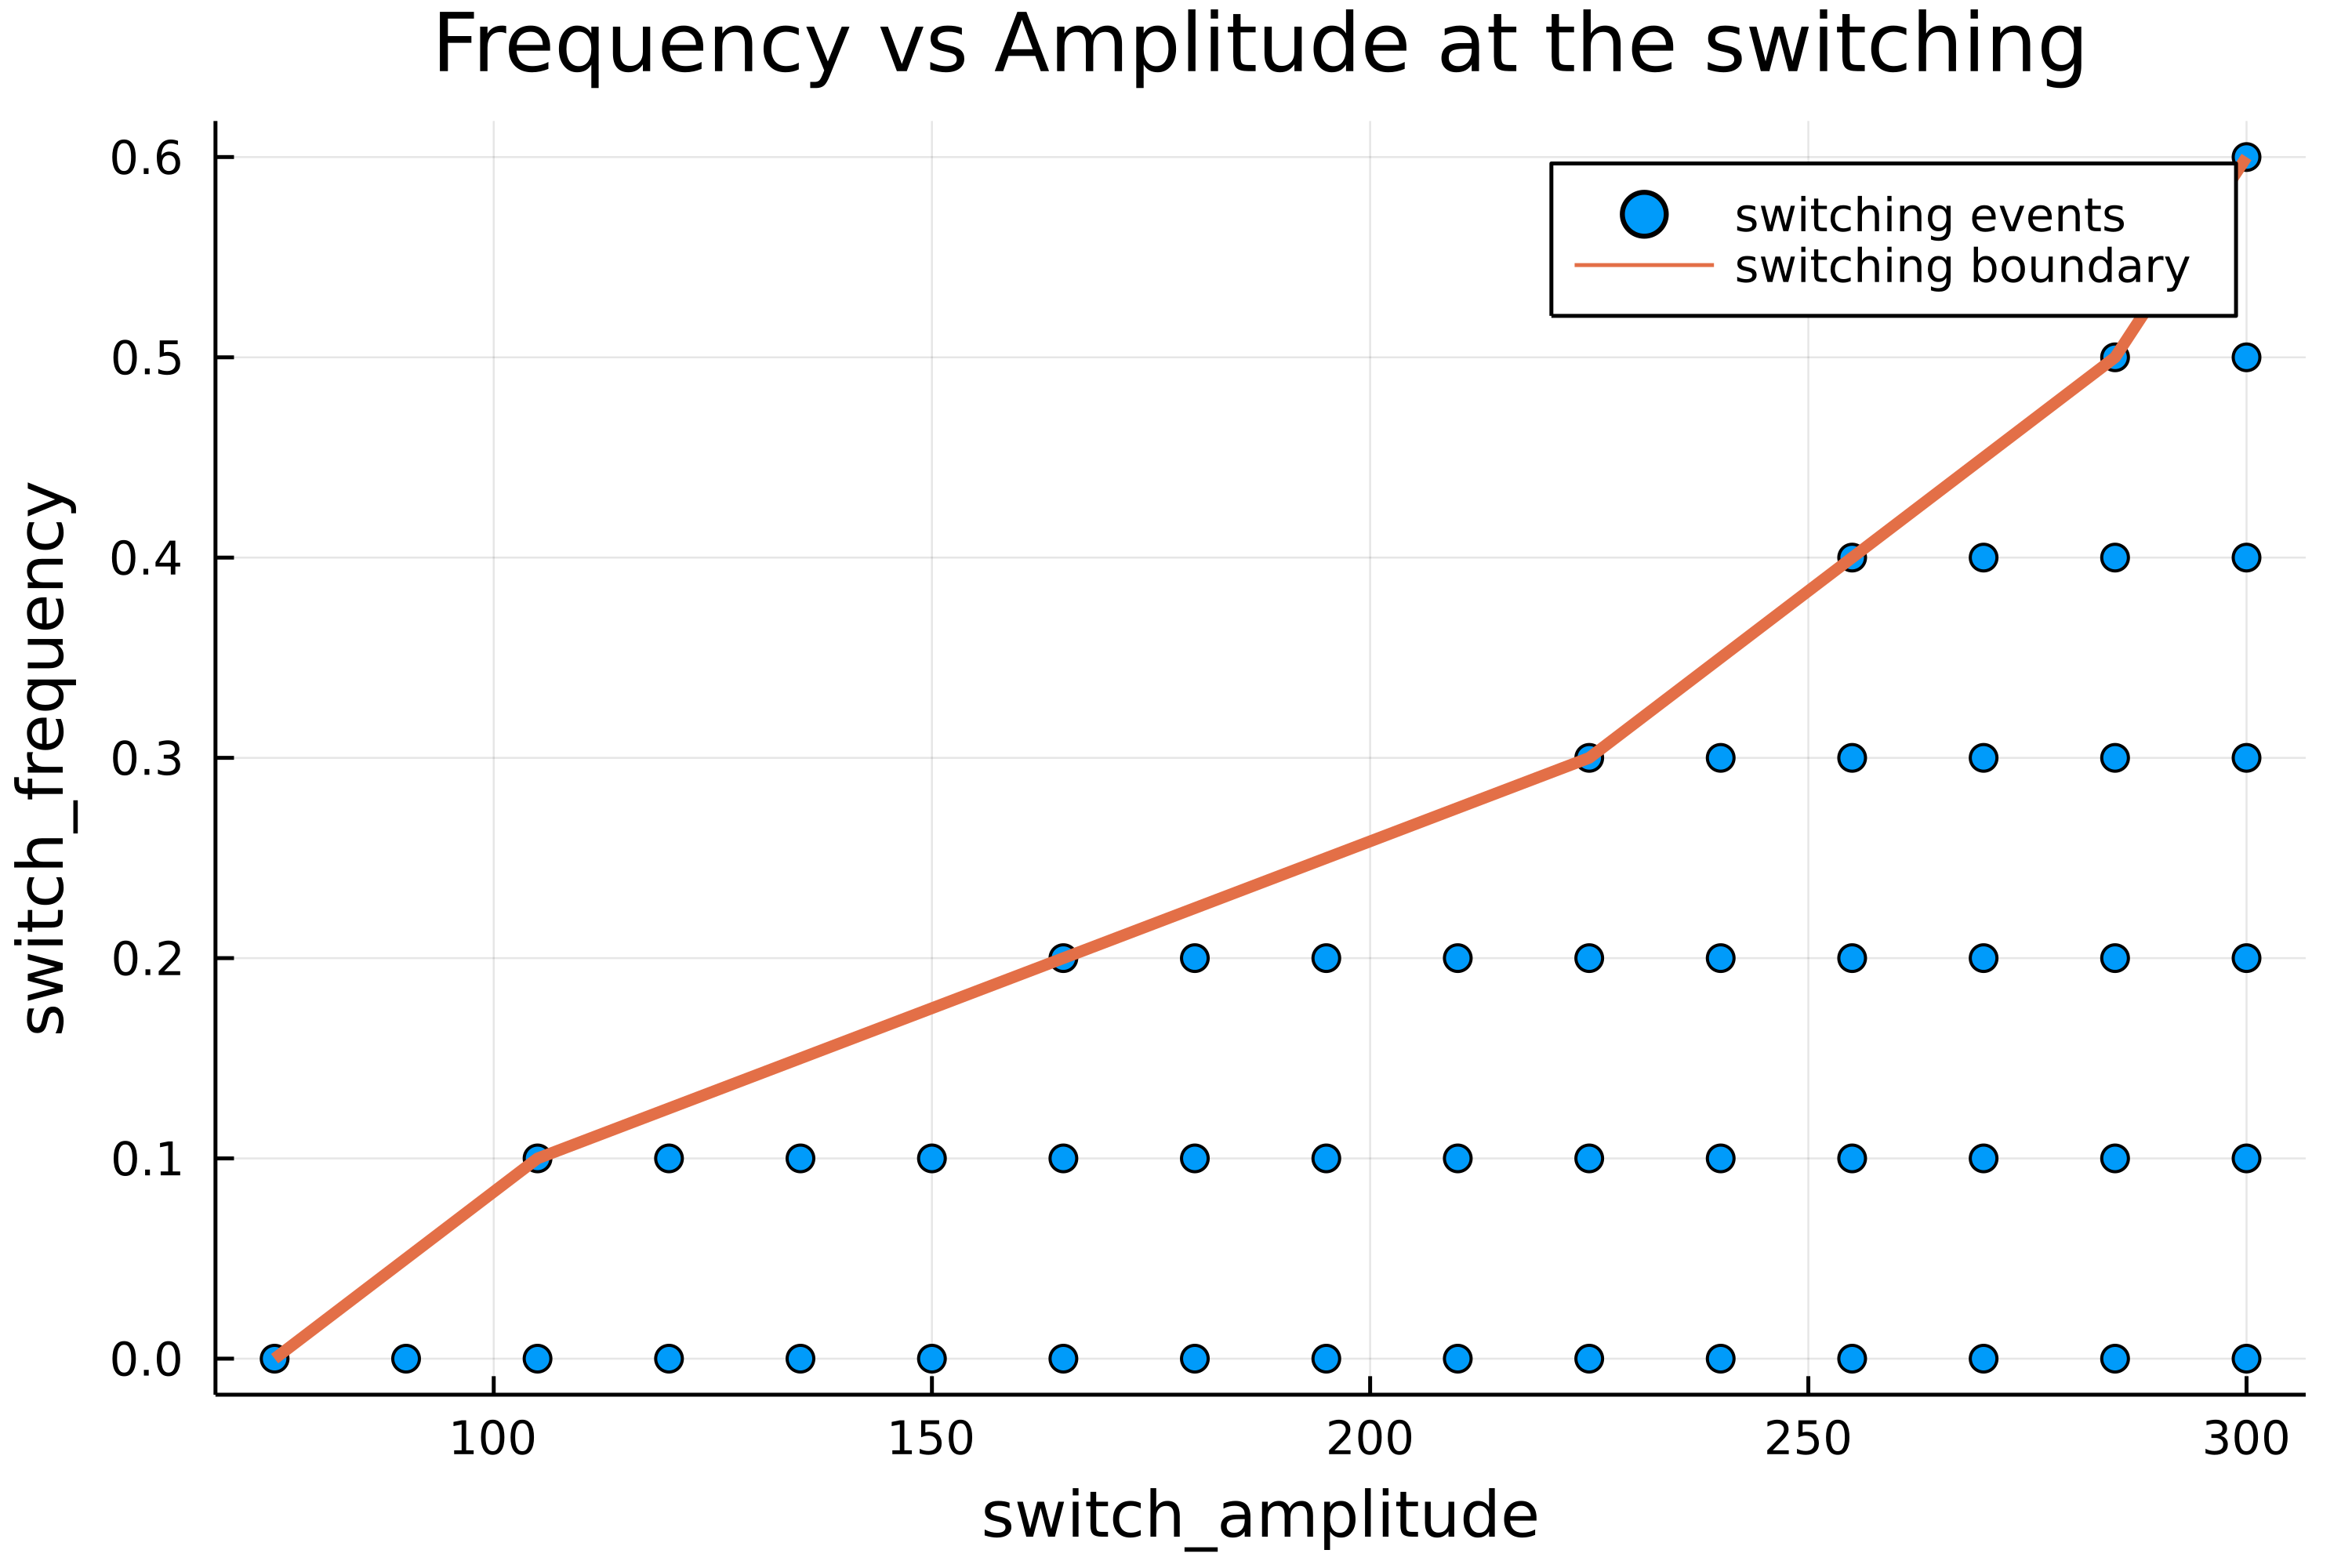 Frequency vs Amplitude at the switching
switching events
switching boundary
switch_frequency
0.6
0.5
0.4
0.3
0.2
0.1
0.0
100 150 200 250 300
switch_amplitude